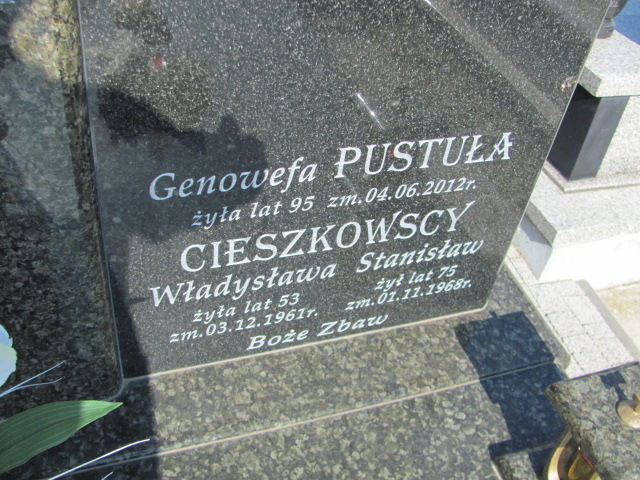 Genowefa PUSTUŁA
żyła lat 95 zm.04.06.2012r.
CIESZKOWSCY
Władysława Stanisław
żyła lat 53 żył lat 75
zm.03.12.1961r. zm.01.11.1968r.
Boże Zbaw